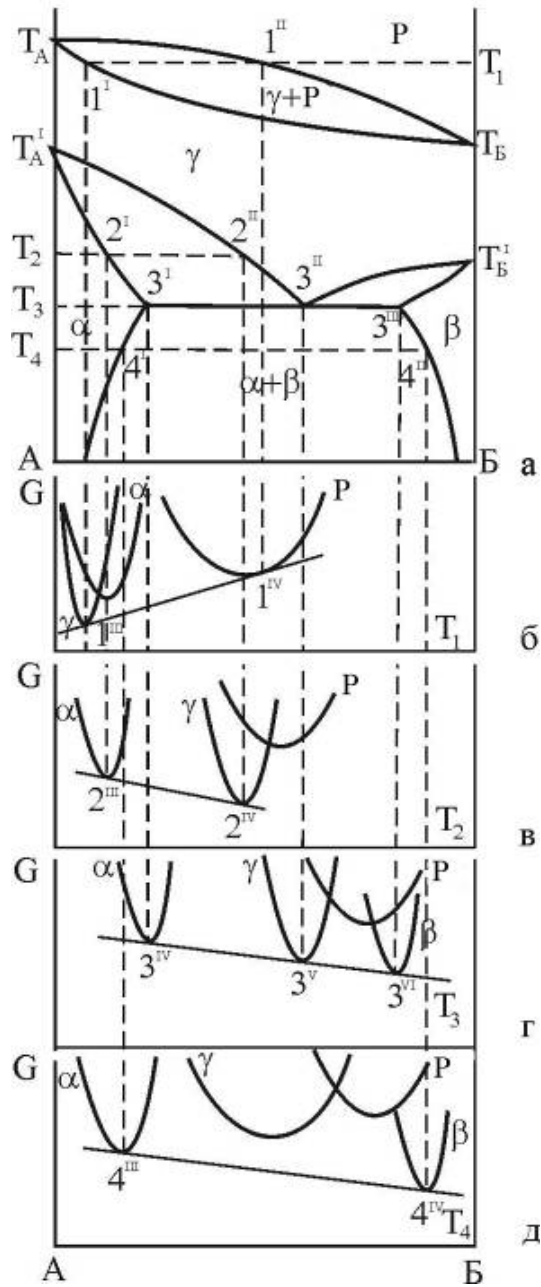 T_A 1^II P T_1
1^I γ+P
T_Б
γ
T_A^I
T_2 2^I 2^II T_Б^I
T_3 3^I 3^II 3^III
α β
T_4 4^I α+β 4^II
А Б а
G α P
γ 1^III 1^IV T_1 б
G α γ P
2^III 2^IV T_2 в
G α γ P
β
3^IV 3^V 3^VI T_3 г
G α γ P
β
4^III 4^IV T_4 д
А Б